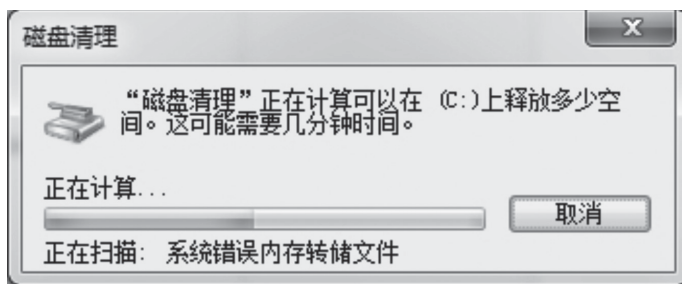 磁盘清理
X
“磁盘清理”正在计算可以在 (C:)上释放多少空
间。这可能需要几分钟时间。
正在计算...
取消
正在扫描: 系统错误内存转储文件